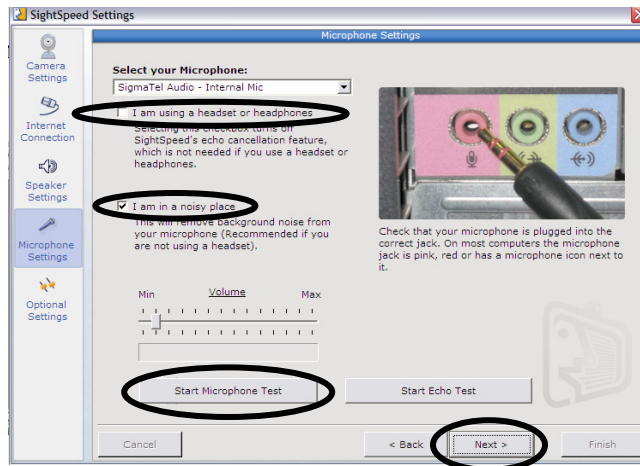 SightSpeed Settings
Microphone Settings
Camera
Settings
Internet
Connection
Speaker
Settings
Microphone
Settings
Optional
Settings
Select your Microphone:
SigmaTel Audio - Internal Mic
I am using a headset or headphones
Selecting this checkbox turns off
SightSpeed's echo cancellation feature,
which is not needed if you use a headset or
headphones.
I am in a noisy place
This will remove background noise from
your microphone (Recommended if you
are not using a headset).
Check that your microphone is plugged into the
correct jack. On most computers the microphone
jack is pink, red or has a microphone icon next to
it.
Min Volume Max
Start Microphone Test
Start Echo Test
Cancel
< Back
Next >
Finish